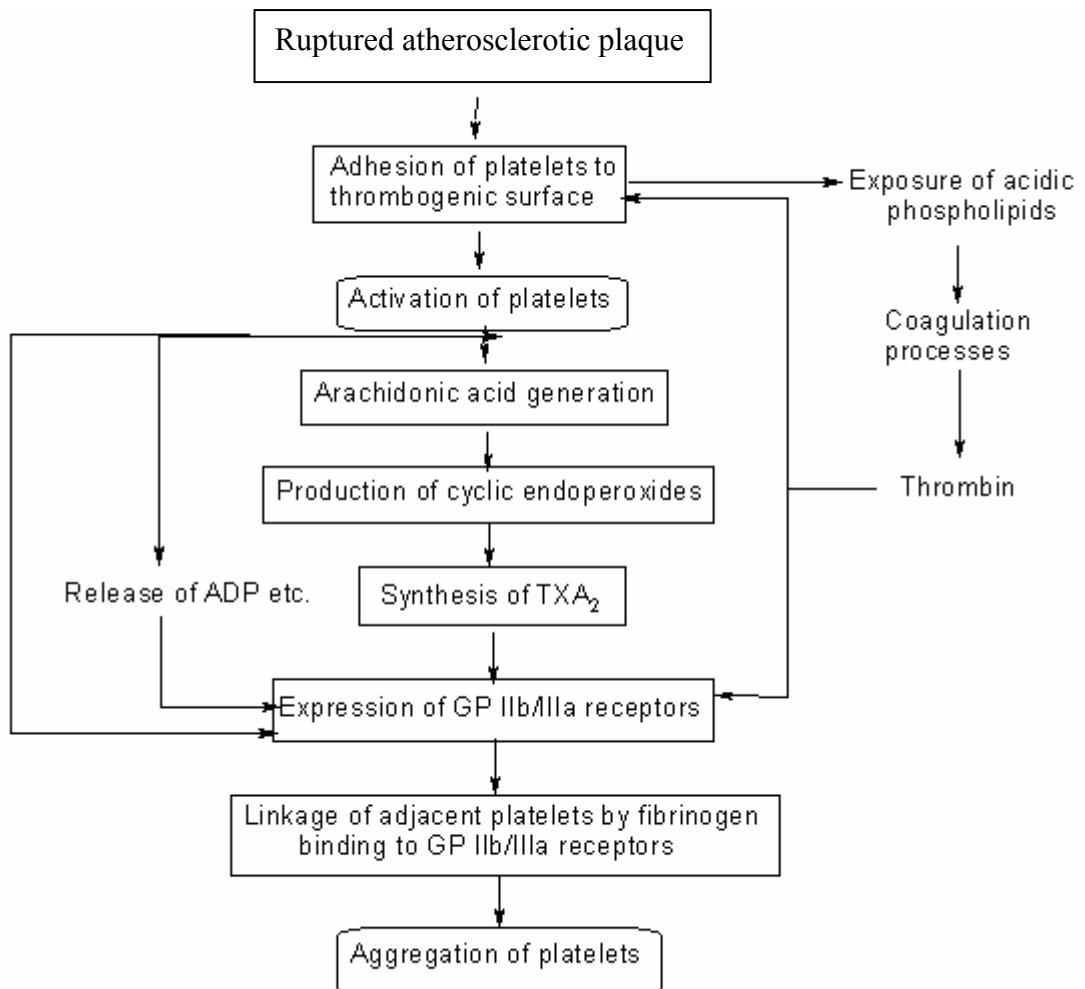 Ruptured atherosclerotic plaque
Adhesion of platelets to
thrombogenic surface
Exposure of acidic
phospholipids
Activation of platelets
Coagulation
processes
Arachidonic acid generation
Production of cyclic endoperoxides
Thrombin
Release of ADP etc.
Synthesis of TXA₂
Expression of GP IIb/IIIa receptors
Linkage of adjacent platelets by fibrinogen
binding to GP IIb/IIIa receptors
Aggregation of platelets